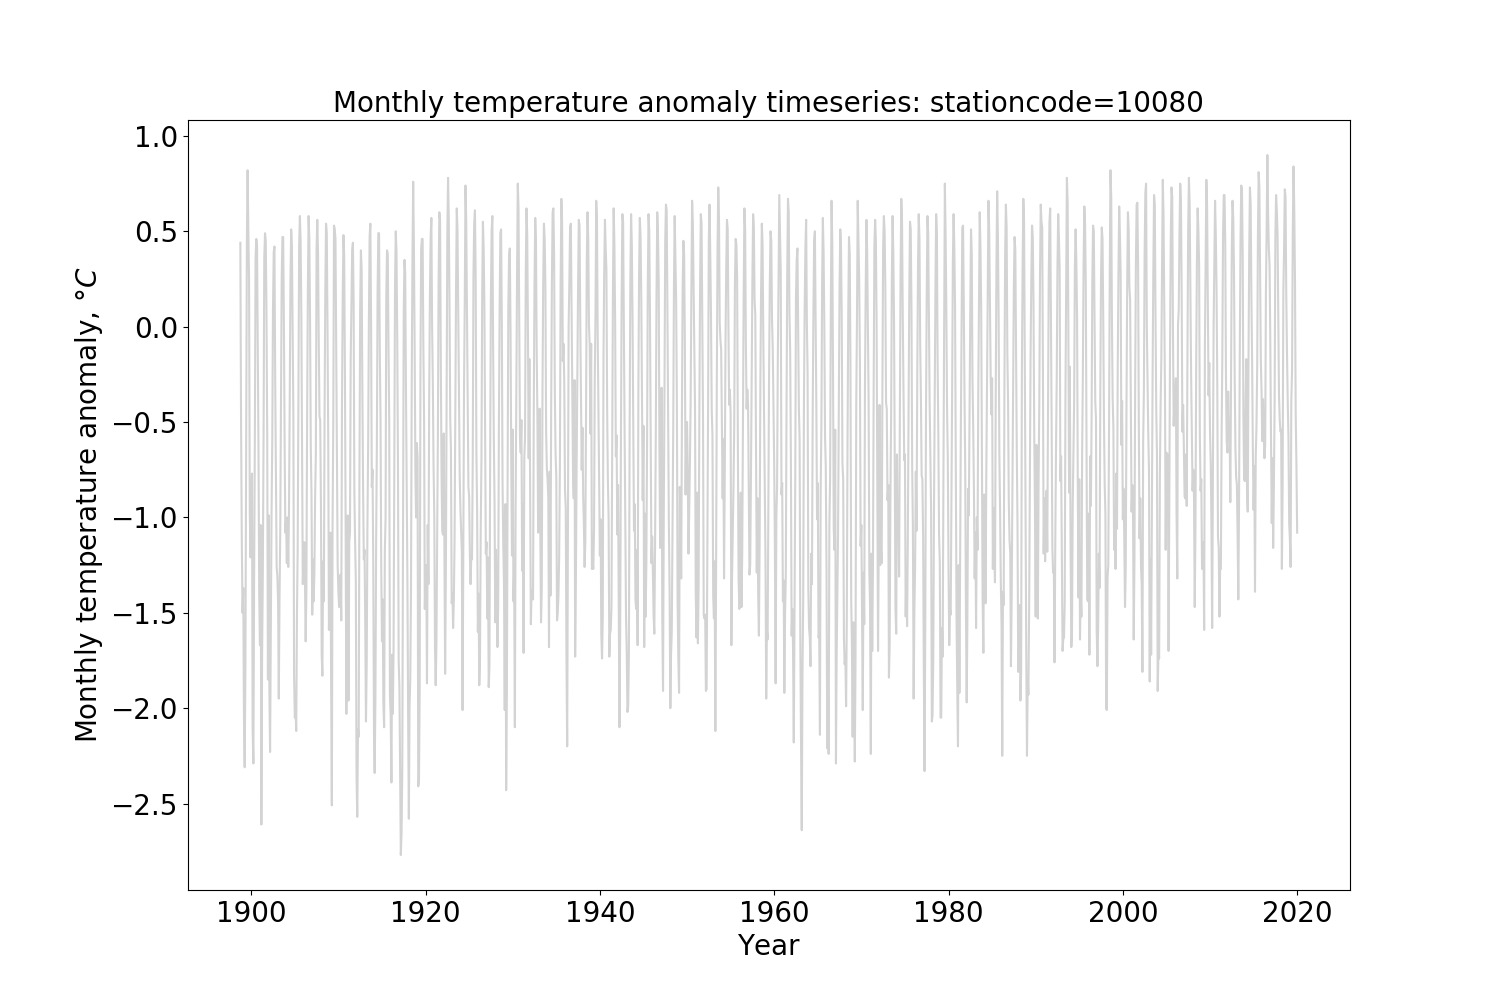 Monthly temperature anomaly timeseries: stationcode=10080
Monthly temperature anomaly, °C
1.0
0.5
0.0
−0.5
−1.0
−1.5
−2.0
−2.5
1900 1920 1940 1960 1980 2000 2020
Year